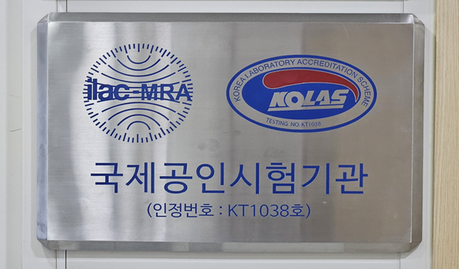 ilac-MRA
KOREA LABORATORY ACCREDITATION SCHEME
KOLAS
TESTING NO. KT1038
국제공인시험기관
(인정번호 : KT1038호)